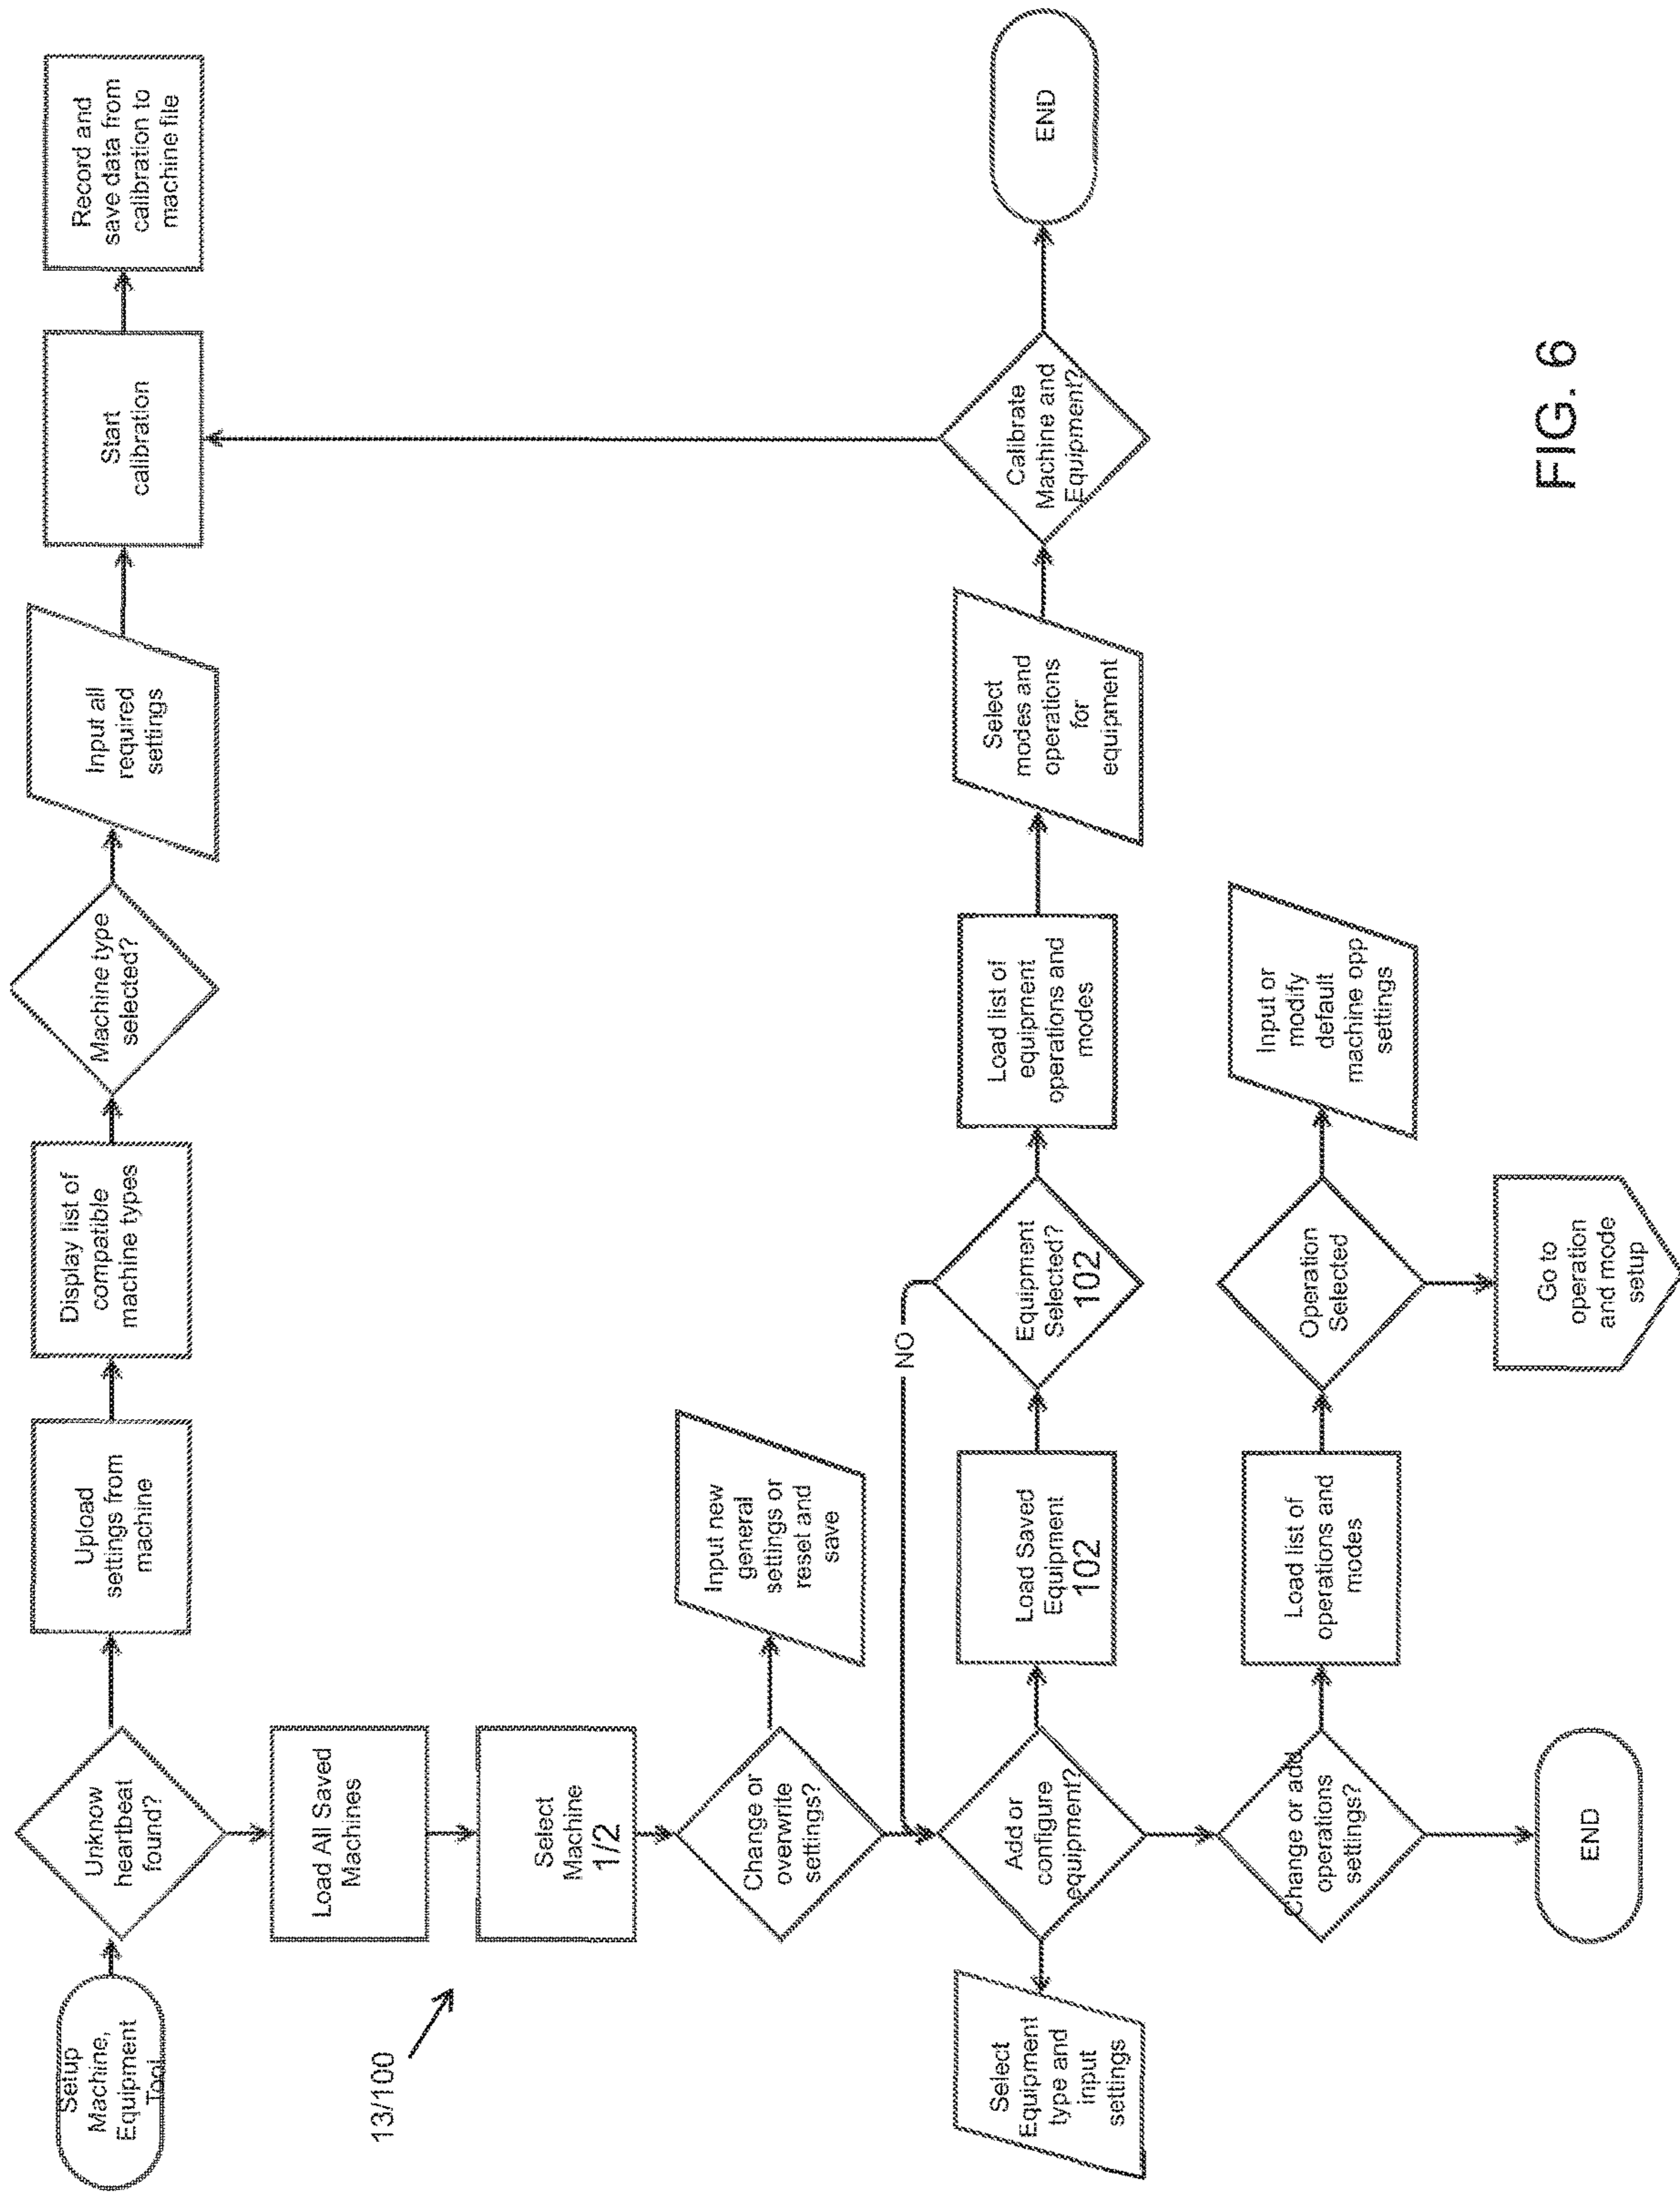 Setup
Machine,
Equipment
Tool
Unknow
heartbeat
found?
Upload
settings from
machine
Display list of
compatible
machine types
Machine type
selected?
Input all
required
settings
Start
calibration
Record and
save data from
calibration to
machine file
13/100
Load All Saved
Machines
Select
Machine
1/2
Change or
overwrite
settings?
Input new
general
settings or
reset and
save
NO
Select
Equipment
type and
input
settings
Add or
configure
equipment?
Load Saved
Equipment
102
Equipment
Selected?
102
Load list of
equipment
operations and
modes
Select
modes and
operations
for
equipment
Calibrate
Machine and
Equipment?
END
Change or add
operations
settings?
Load list of
operations and
modes
Operation
Selected
Input or
modify
default
machine opp
settings
END
Go to
operation
and mode
setup
FIG. 6